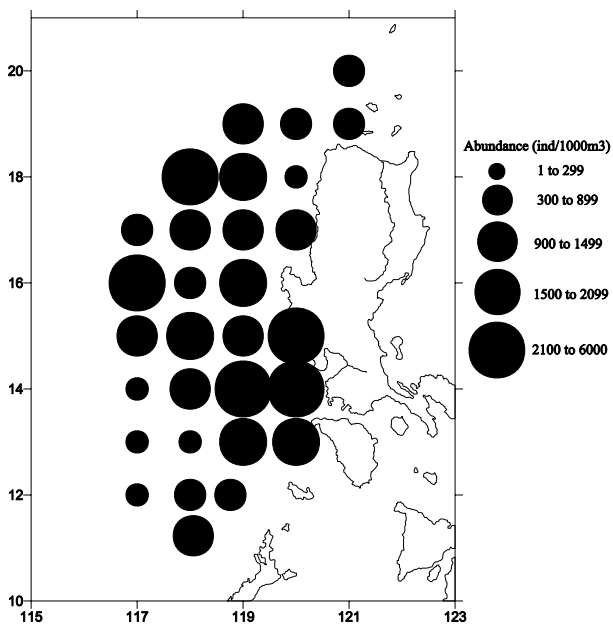 20
18
16
14
12
10
115
117
119
121
123
Abundance (ind/1000m3)
1 to 299
300 to 899
900 to 1499
1500 to 2099
2100 to 6000